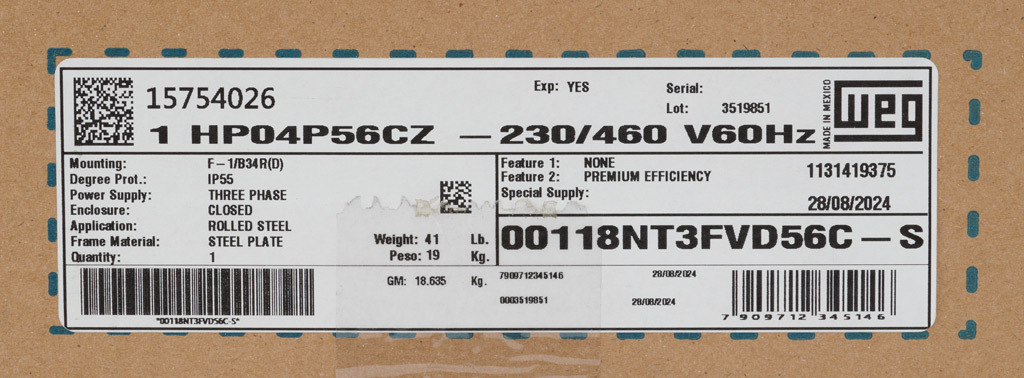 15754026
Exp: YES
Serial:
Lot: 3519851
MADE IN MEXICO
weg
1 HP04P56CZ – 230/460 V60Hz
Mounting: F-1/B34R(D)
Degree Prot.: IP55
Power Supply: THREE PHASE
Enclosure: CLOSED
Application: ROLLED STEEL
Frame Material: STEEL PLATE
Quantity: 1
Weight: 41 Lb.
Peso: 19 Kg.
Feature 1: NONE
Feature 2: PREMIUM EFFICIENCY
Special Supply:
1131419375
28/08/2024
00118NT3FVD56C – S
*00118NT3FVD56C-S*
GM: 18.635 Kg.
7909712345146 28/08/2024
0003519851 28/08/2024
7 909712 345146